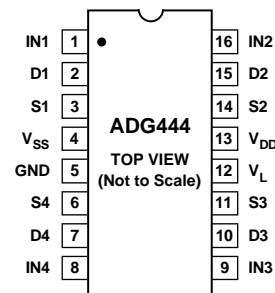 IN1 1 16 IN2
D1 2 15 D2
S1 3 14 S2
ADG444
VSS 4 13 VDD
TOP VIEW
GND 5 12 VL
(Not to Scale)
S4 6 11 S3
D4 7 10 D3
IN4 8 9 IN3